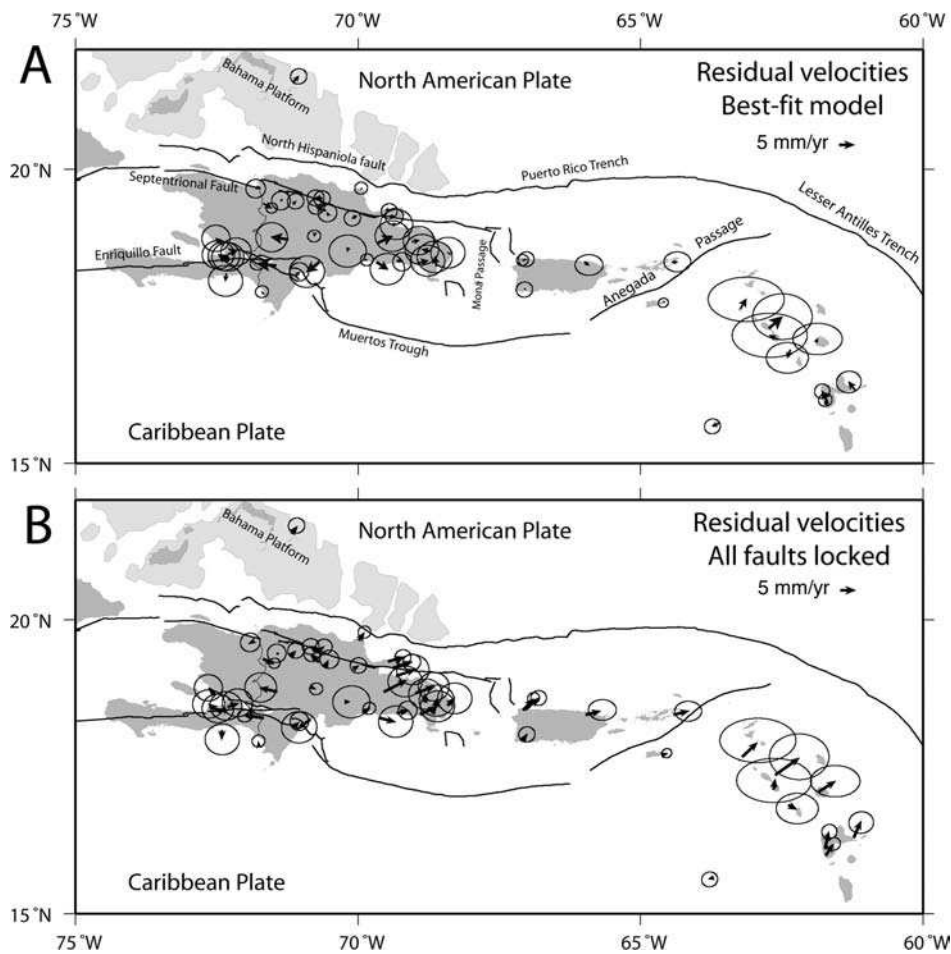 75°W
70°W
65°W
60°W
A
Bahama Platform
North American Plate
Residual velocities
Best-fit model
5 mm/yr
North Hispaniola fault
Puerto Rico Trench
20°N
Septentrional Fault
Lesser Antilles Trench
Enriquillo Fault
Mona Passage
Anegada Passage
Muertos Trough
Caribbean Plate
15°N
B
Bahama Platform
North American Plate
Residual velocities
All faults locked
5 mm/yr
20°N
Caribbean Plate
15°N
75°W
70°W
65°W
60°W